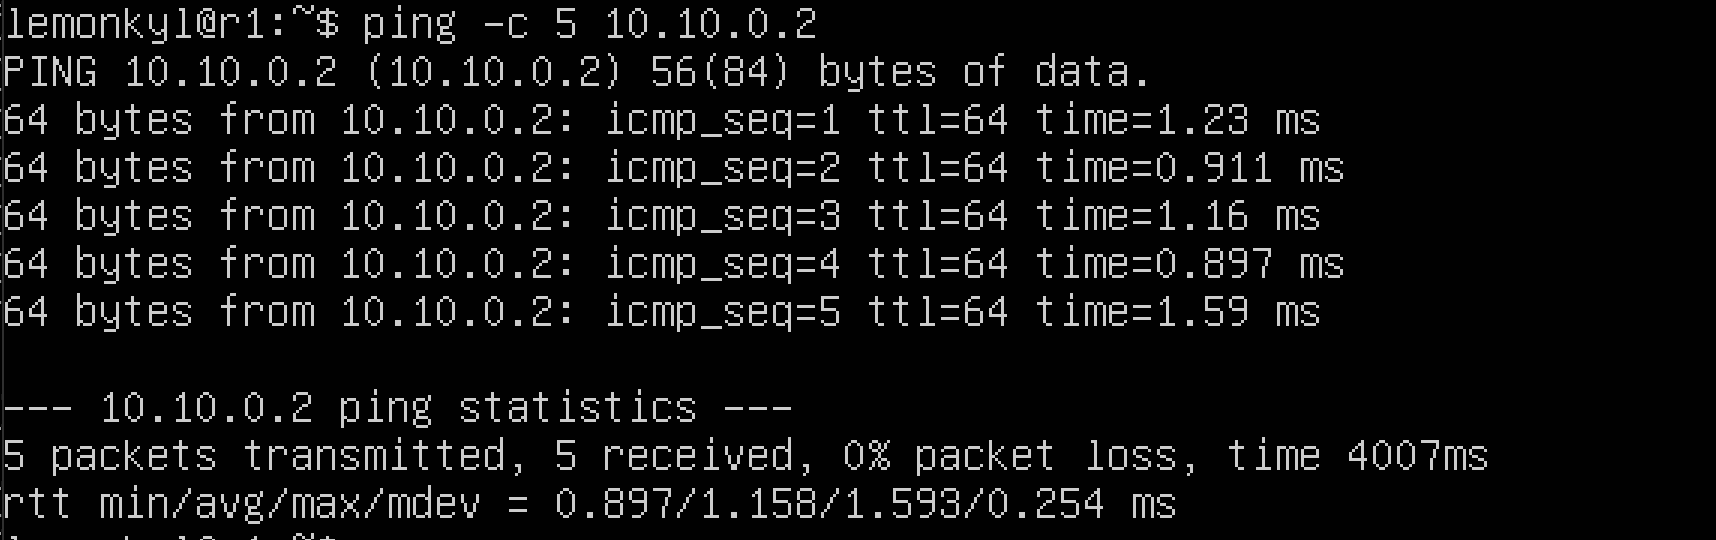 lemonkyl@r1:~$ ping -c 5 10.10.0.2
PING 10.10.0.2 (10.10.0.2) 56(84) bytes of data.
64 bytes from 10.10.0.2: icmp_seq=1 ttl=64 time=1.23 ms
64 bytes from 10.10.0.2: icmp_seq=2 ttl=64 time=0.911 ms
64 bytes from 10.10.0.2: icmp_seq=3 ttl=64 time=1.16 ms
64 bytes from 10.10.0.2: icmp_seq=4 ttl=64 time=0.897 ms
64 bytes from 10.10.0.2: icmp_seq=5 ttl=64 time=1.59 ms

--- 10.10.0.2 ping statistics ---
5 packets transmitted, 5 received, 0% packet loss, time 4007ms
rtt min/avg/max/mdev = 0.897/1.158/1.593/0.254 ms